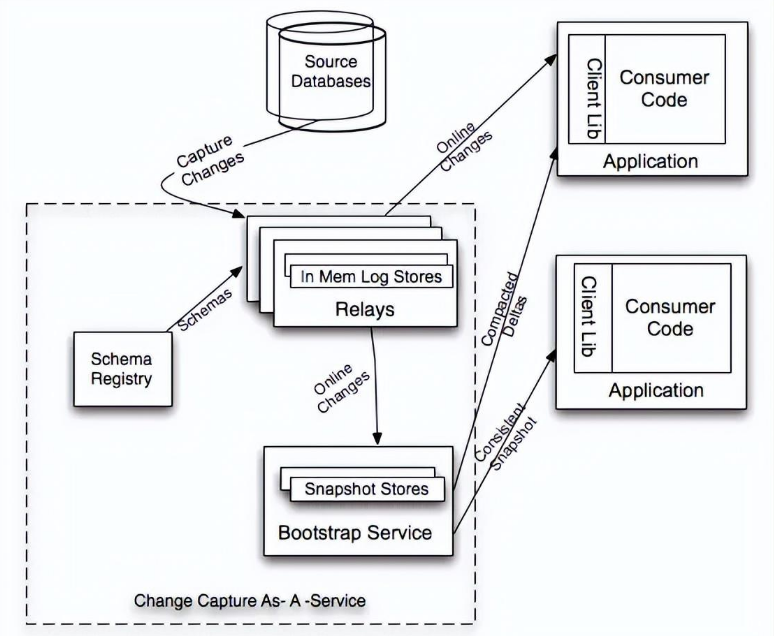 Source
Databases
Capture
Changes
Online
Changes
Client Lib
Consumer
Code
Application
In Mem Log Stores
Relays
Schemas
Schema
Registry
Online
Changes
Compacted
Deltas
Client Lib
Consumer
Code
Application
Consistent
Snapshot
Snapshot Stores
Bootstrap Service
Change Capture As- A -Service